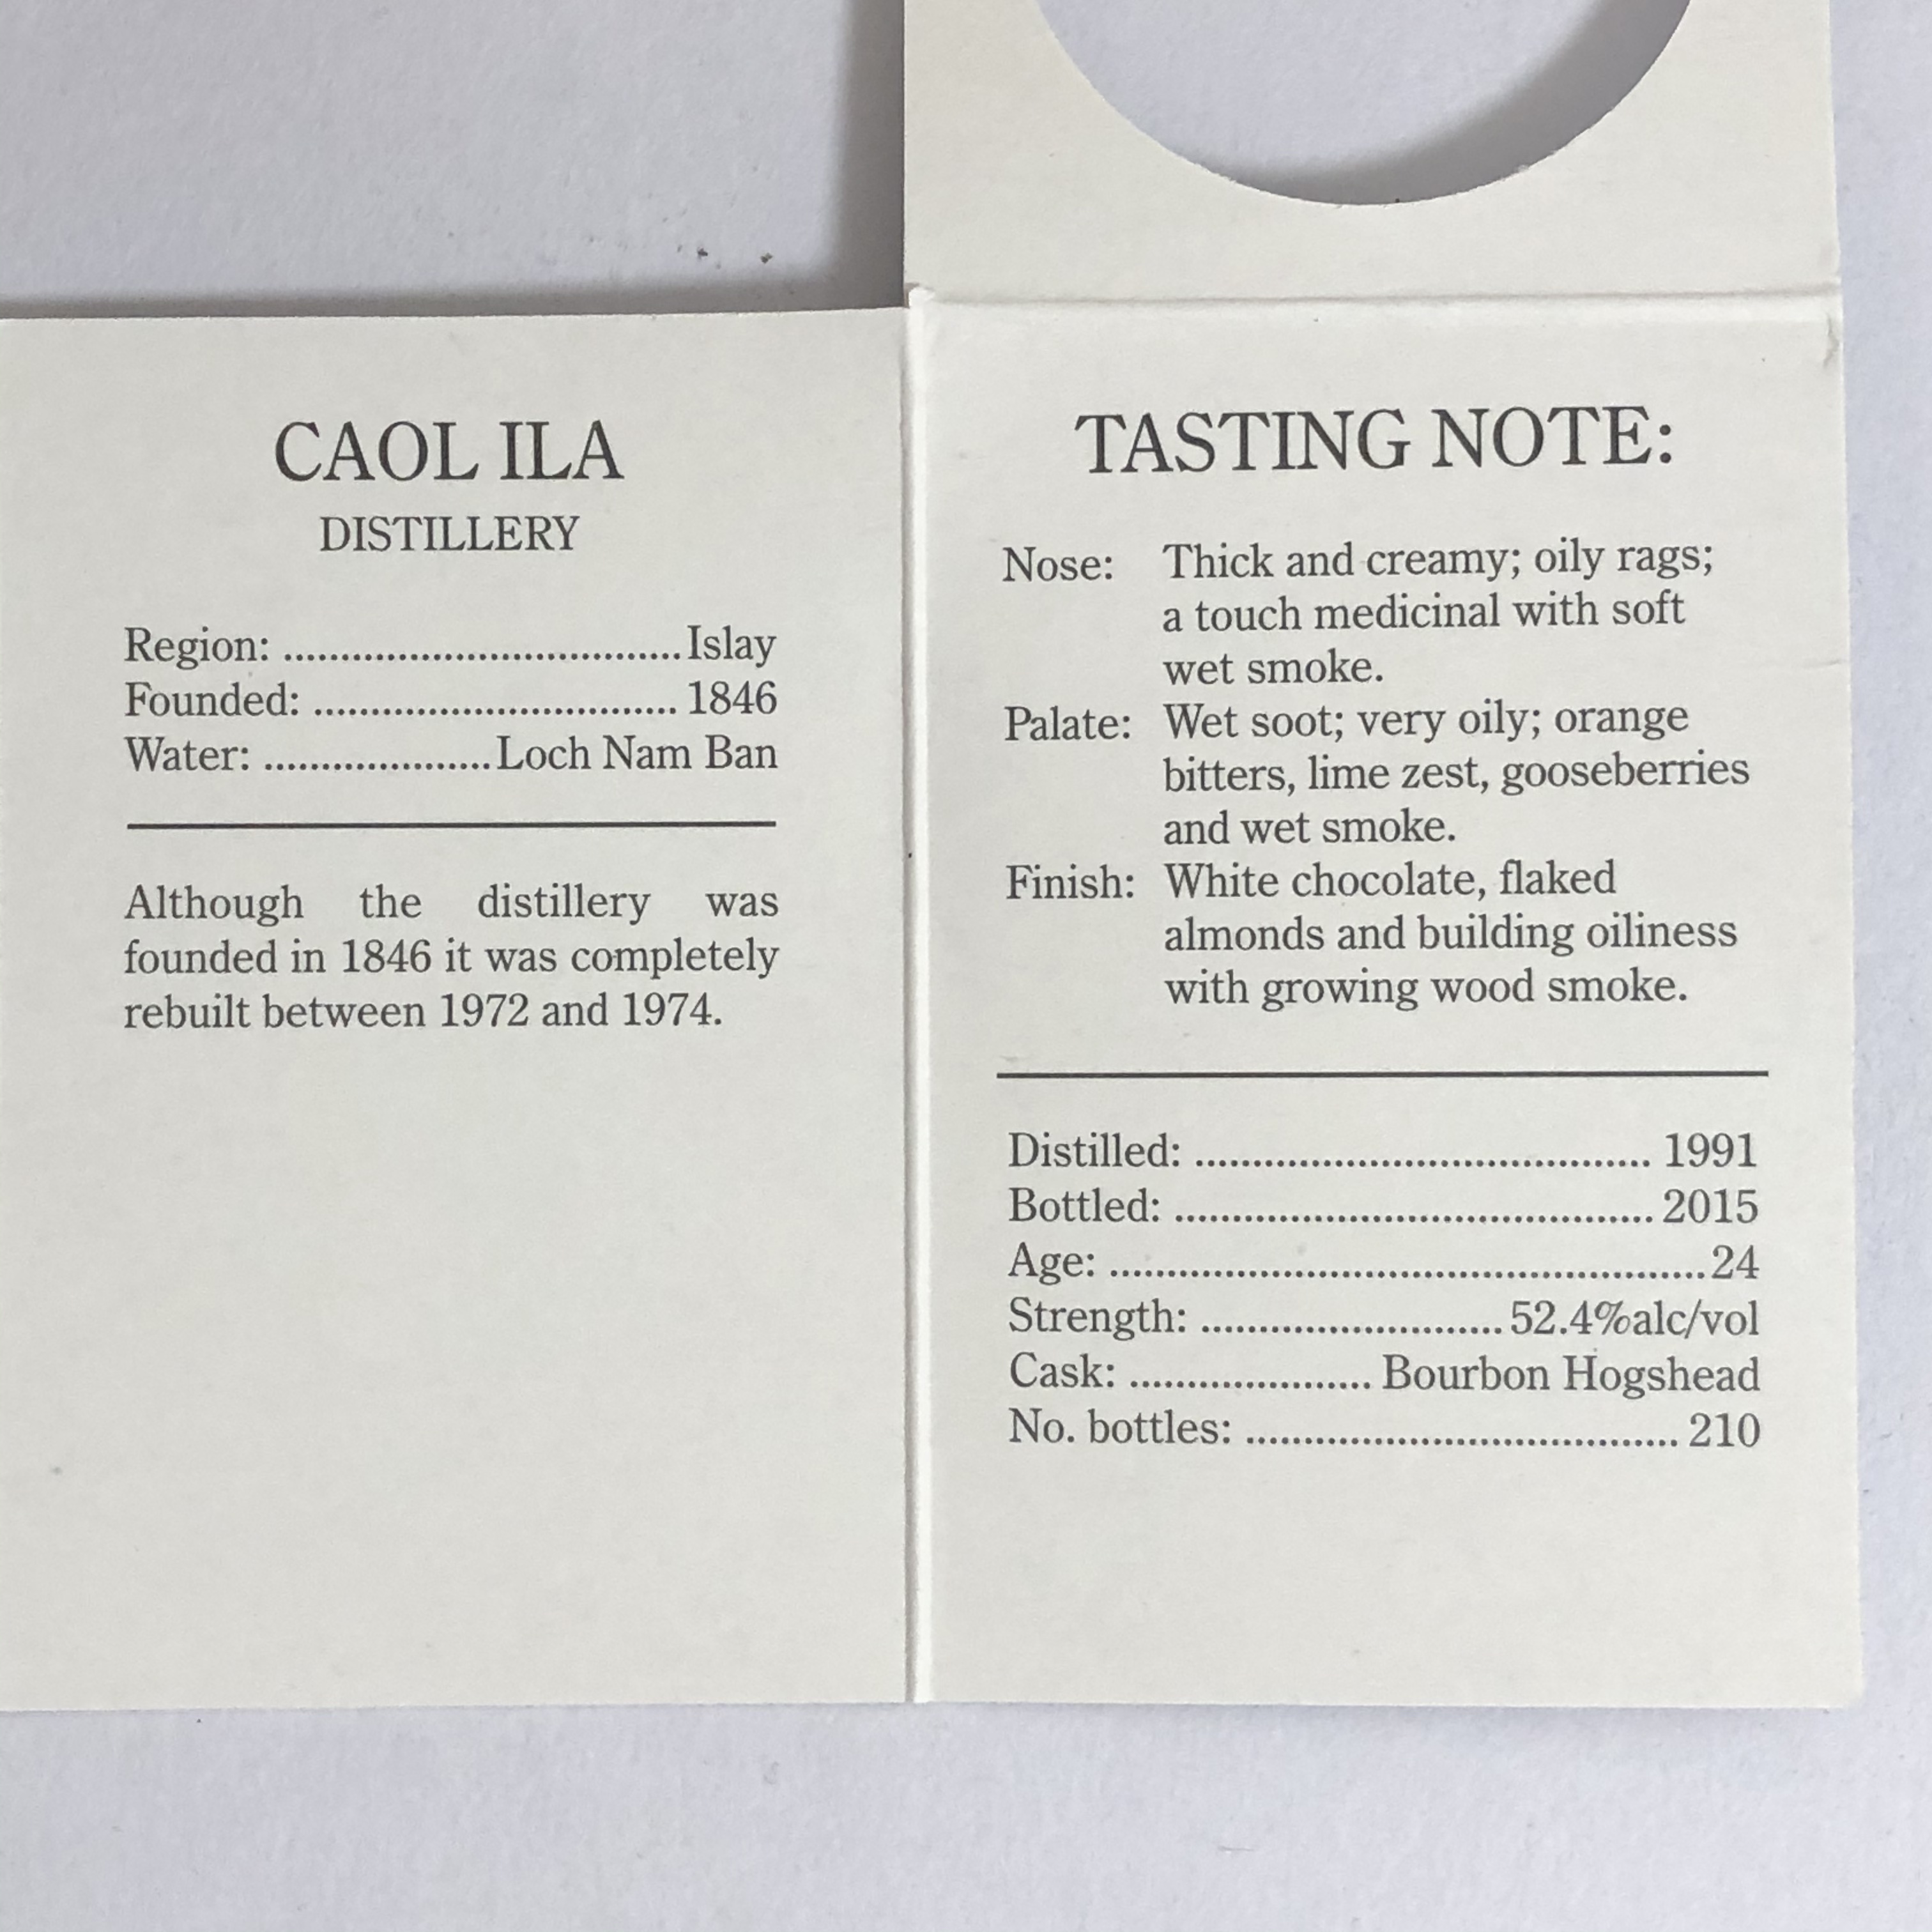 CAOL ILA
DISTILLERY
Region: ..................................Islay
Founded: ............................... 1846
Water: ....................Loch Nam Ban
Although the distillery was
founded in 1846 it was completely
rebuilt between 1972 and 1974.
TASTING NOTE:
Nose: Thick and creamy; oily rags;
a touch medicinal with soft
wet smoke.
Palate: Wet soot; very oily; orange
bitters, lime zest, gooseberries
and wet smoke.
Finish: White chocolate, flaked
almonds and building oiliness
with growing wood smoke.
Distilled: ....................................... 1991
Bottled: .........................................2015
Age: ...................................................24
Strength: ..........................52.4%alc/vol
Cask: ..................... Bourbon Hogshead
No. bottles: ..................................... 210